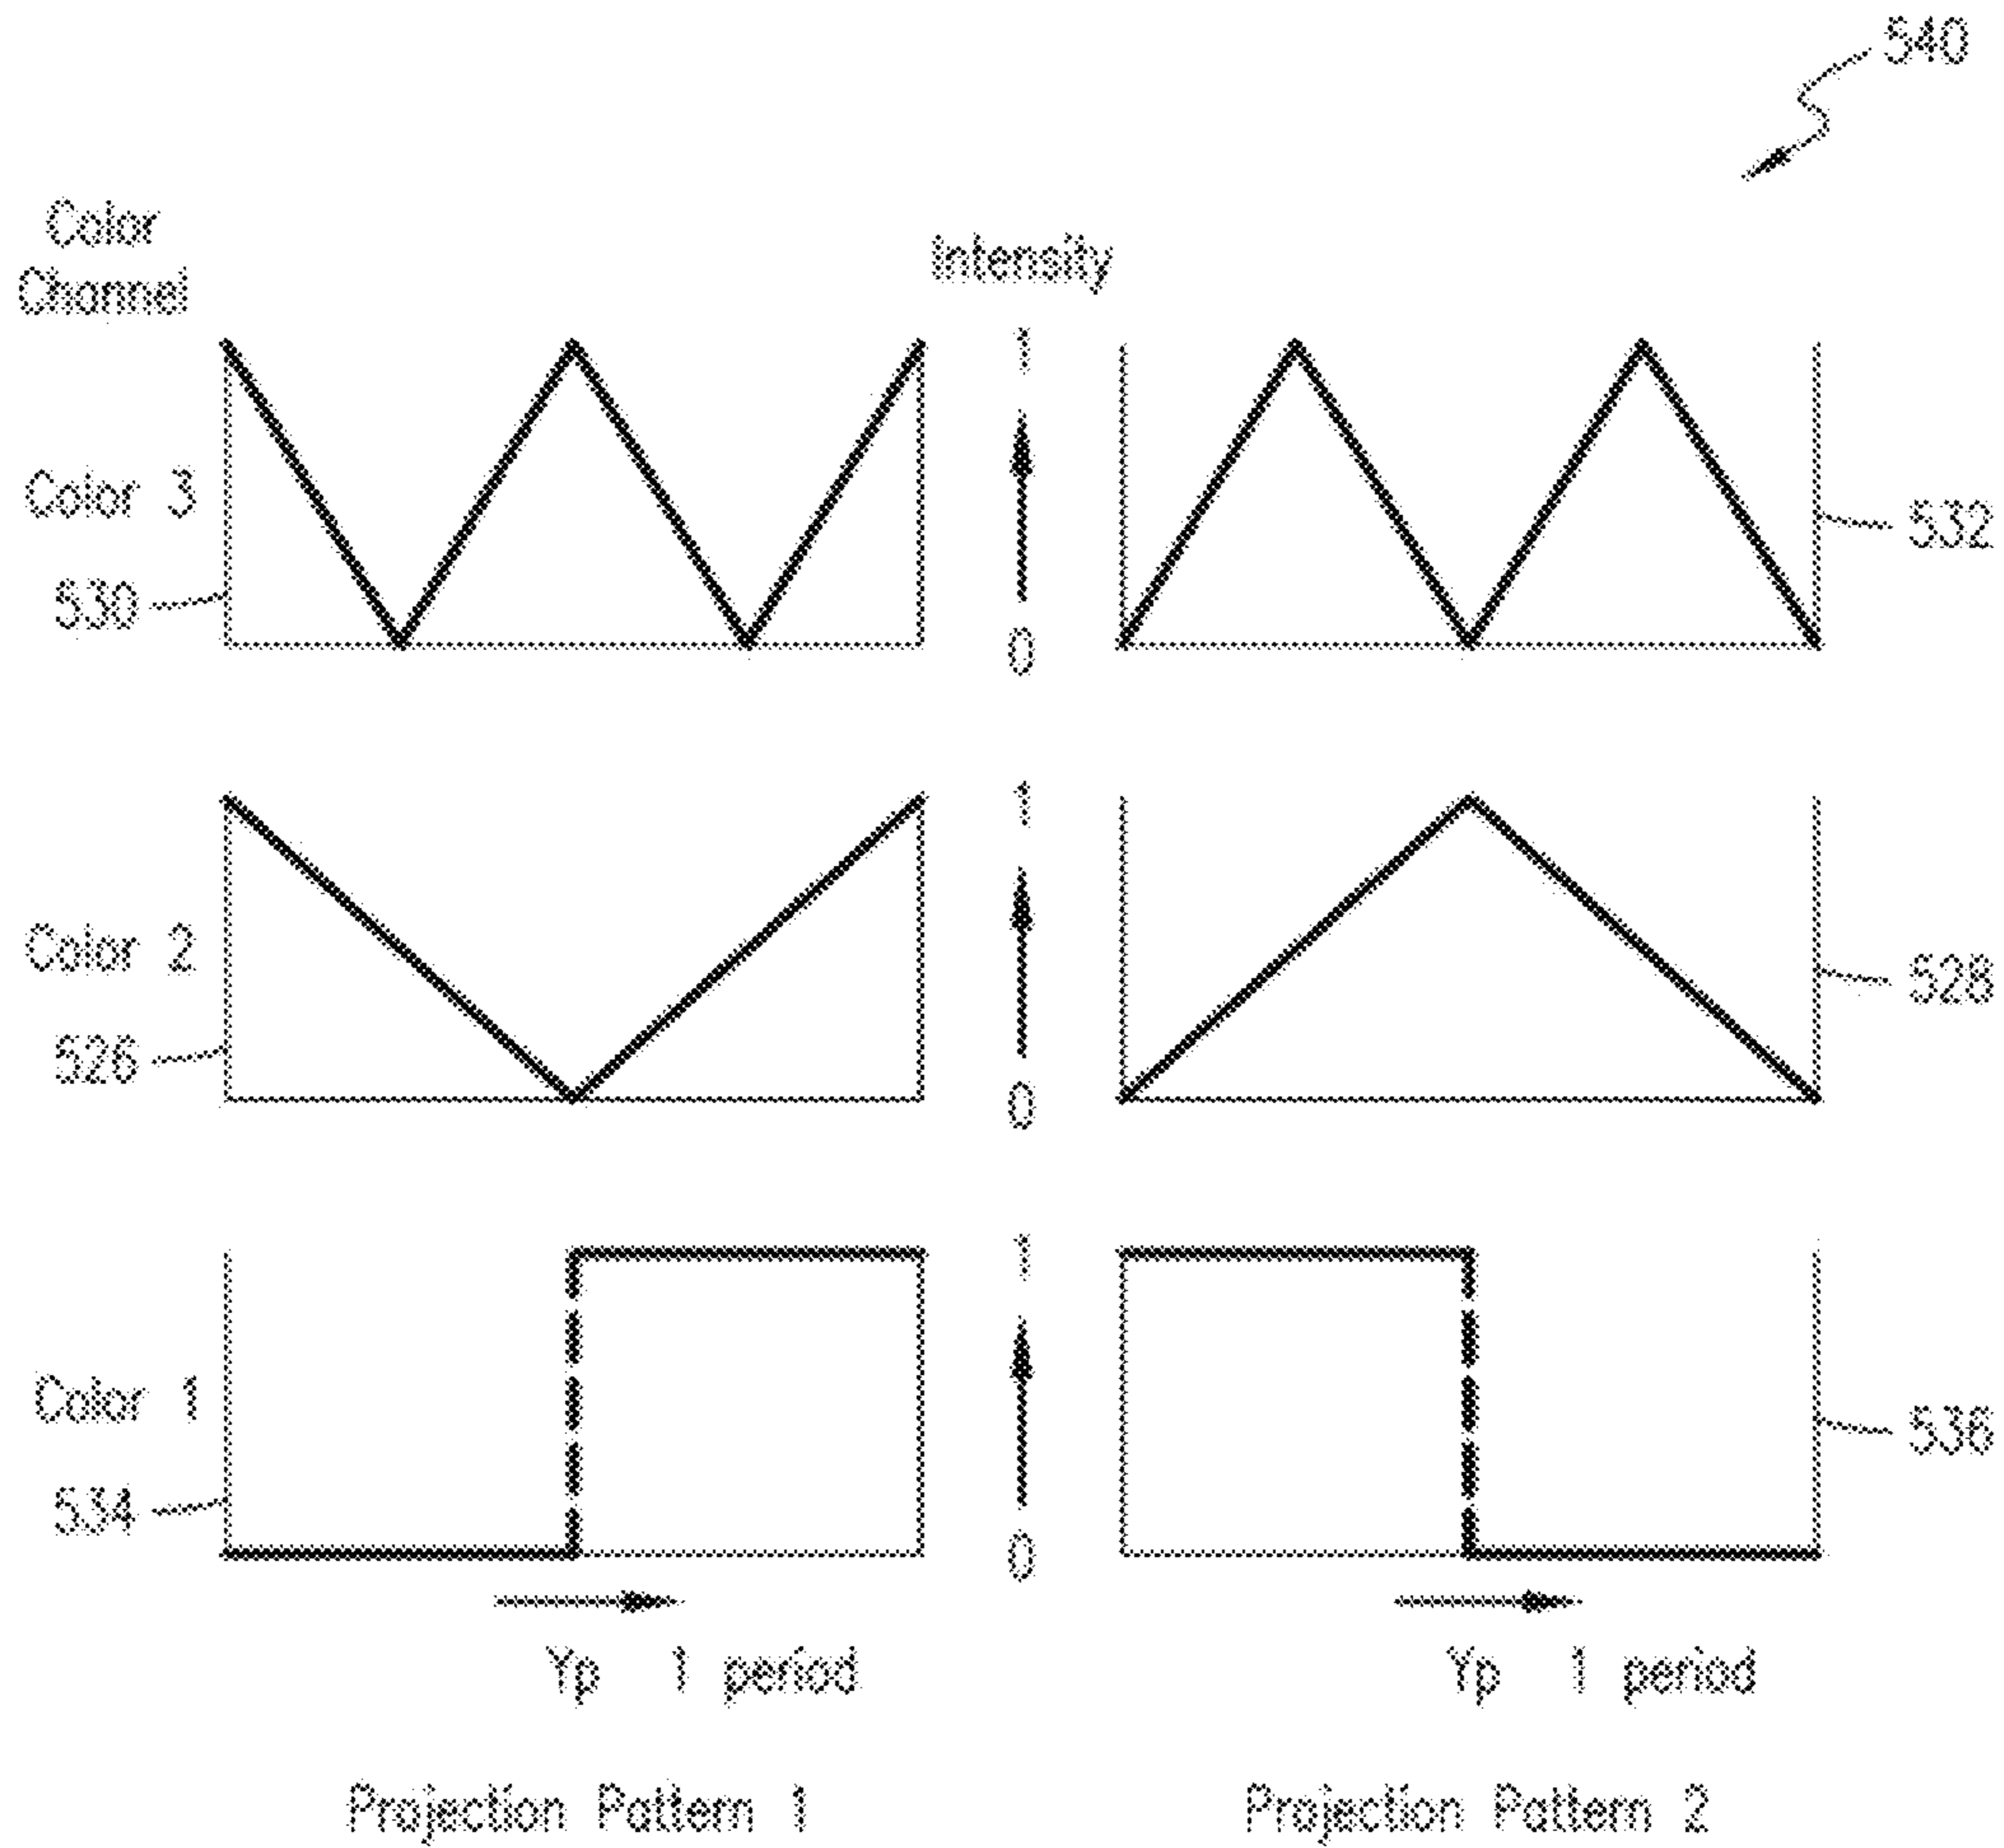 540
Color
Channel
Intensity
1
Color 3
532
530
0
1
Color 2
528
526
0
1
Color 1
536
534
0
Yp 1 period
Yp 1 period
Projection Pattern 1
Projection Pattern 2